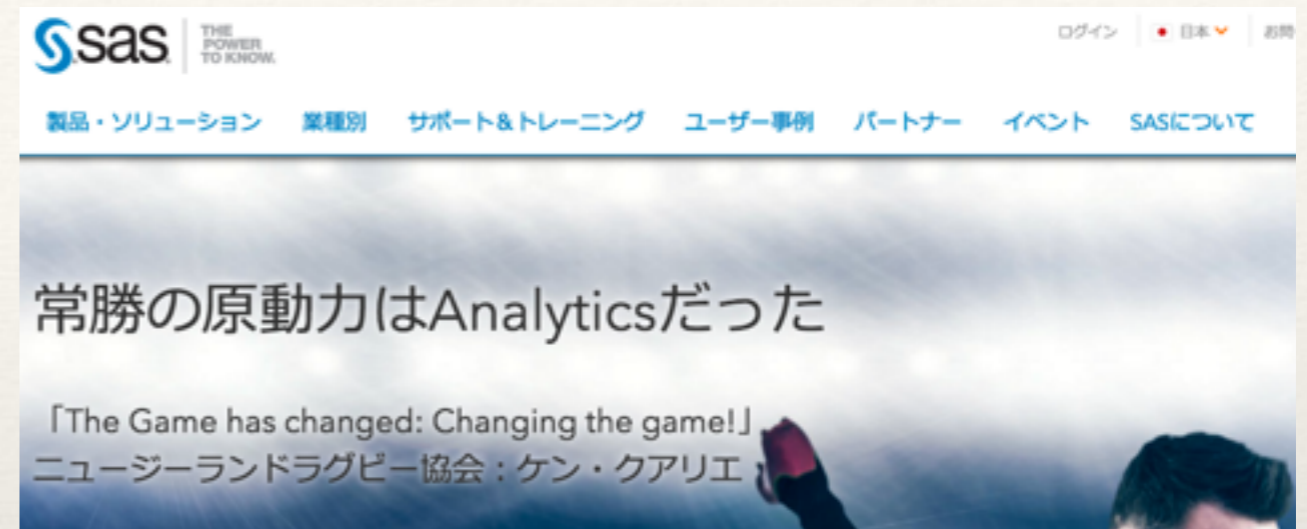 sas
THE
POWER
TO KNOW.
ログイン
日本
お問
製品・ソリューション 業種別 サポート&トレーニング ユーザー事例 パートナー イベント SASについて
常勝の原動力はAnalyticsだった
「The Game has changed: Changing the game!」
ニュージーランドラグビー協会：ケン・クアリエ